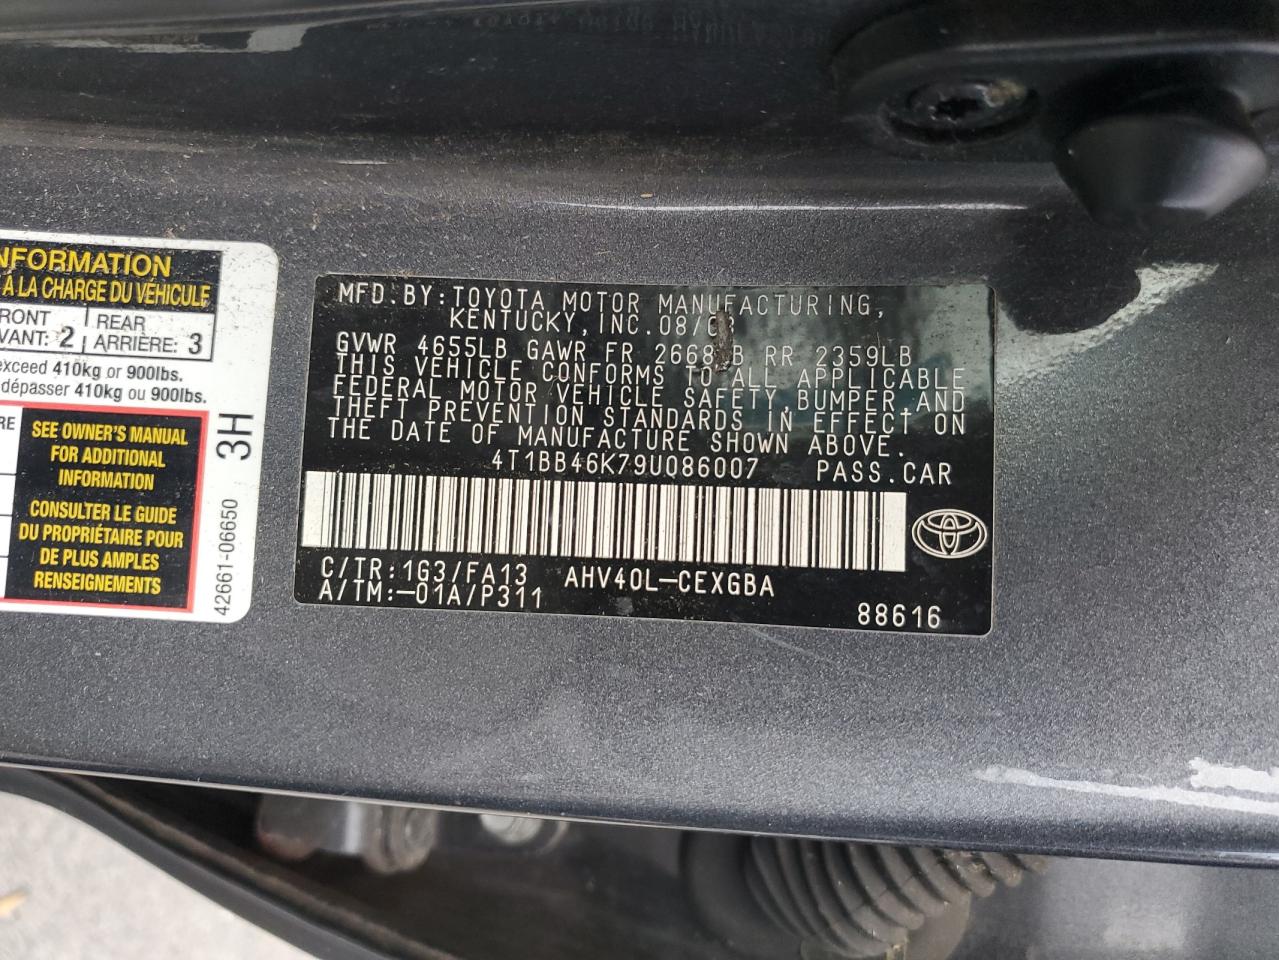 NFORMATION
À LA CHARGE DU VÉHICULE
FRONT
VANT: 2
REAR
ARRIÈRE: 3
exceed 410kg or 900lbs.
dépasser 410kg ou 900lbs.
RE
SEE OWNER'S MANUAL
FOR ADDITIONAL
INFORMATION
CONSULTER LE GUIDE
DU PROPRIÉTAIRE POUR
DE PLUS AMPLES
RENSEIGNEMENTS
3H
42661-06650
MFD.BY:TOYOTA MOTOR MANUFACTURING,
KENTUCKY,INC.08/
GVWR 4655LB GAWR FR RR 2359LB
THIS VEHICLE CONFORMS TO ALL APPLICABLE
FEDERAL MOTOR VEHICLE SAFETY,BUMPER,AND
THEFT PREVENTION STANDARDS IN EFFECT ON
THE DATE OF MANUFACTURE SHOWN ABOVE.
4T1BB46K79U086007 PASS.CAR
C/TR:1G3/FA13 AHV40L-CEXGBA
A/TM:-01A/P311
88616